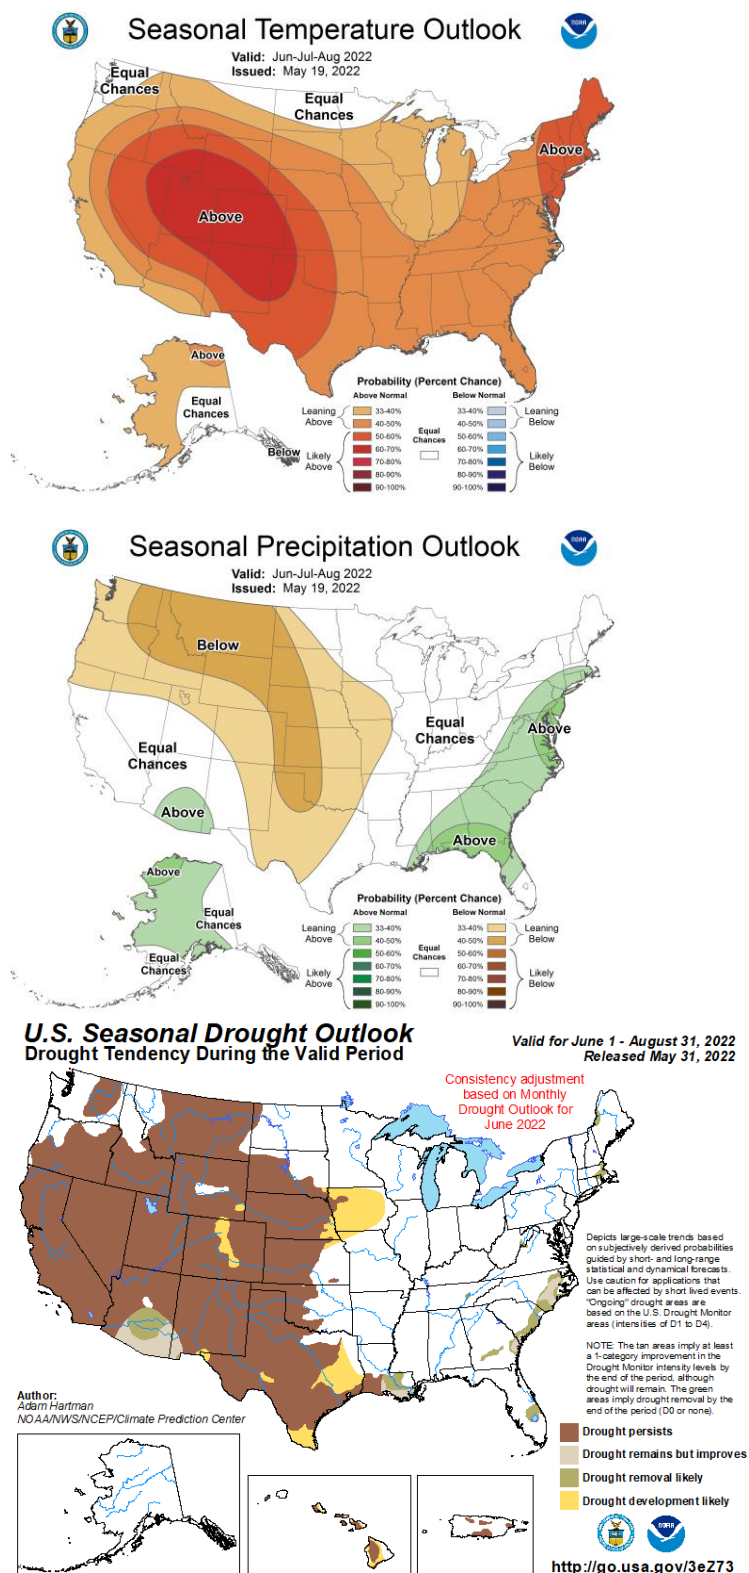 Seasonal Temperature Outlook
Valid: Jun-Jul-Aug 2022
Issued: May 19, 2022
NOAA
Equal
Chances
Equal
Chances
Above
Above
Above
Equal
Chances
Below
Probability (Percent Chance)
Above Normal
Below Normal
Leaning
Above
33-40%
40-50%
Likely
Above
50-60%
60-70%
70-80%
80-90%
90-100%
Equal
Chances
33-40%
40-50%
Leaning
Below
50-60%
60-70%
70-80%
80-90%
90-100%
Likely
Below
Seasonal Precipitation Outlook
Valid: Jun-Jul-Aug 2022
Issued: May 19, 2022
NOAA
Below
Equal
Chances
Equal
Chances
Above
Above
Above
Above
Equal
Chances
Equal
Chances
Probability (Percent Chance)
Above Normal
Below Normal
Leaning
Above
33-40%
40-50%
Likely
Above
50-60%
60-70%
70-80%
80-90%
90-100%
Equal
Chances
33-40%
40-50%
Leaning
Below
50-60%
60-70%
70-80%
80-90%
90-100%
Likely
Below
U.S. Seasonal Drought Outlook
Drought Tendency During the Valid Period
Valid for June 1 - August 31, 2022
Released May 31, 2022
Consistency adjustment
based on Monthly
Drought Outlook for
June 2022
Depicts large-scale trends based
on subjectively derived probabilities
guided by short- and long-range
statistical and dynamical forecasts.
Use caution for applications that
can be affected by short lived events.
"Ongoing" drought areas are
based on the U.S. Drought Monitor
areas (intensities of D1 to D4).
NOTE: The tan areas imply at least
a 1-category improvement in the
Drought Monitor intensity levels by
the end of the period, although
drought will remain. The green
areas imply drought removal by the
end of the period (D0 or none).
Author:
Adam Hartman
NOAA/NWS/NCEP/Climate Prediction Center
Drought persists
Drought remains but improves
Drought removal likely
Drought development likely
NOAA
http://go.usa.gov/3eZ73